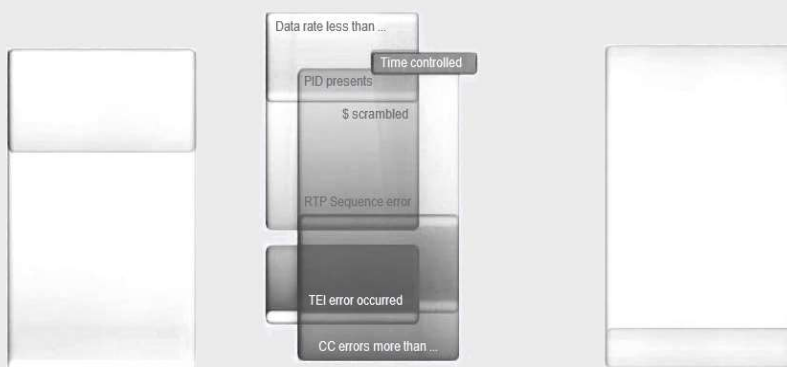 Data rate less than ...
Time controlled
PID presents
$ scrambled
RTP Sequence error
TEI error occurred
CC errors more than ...